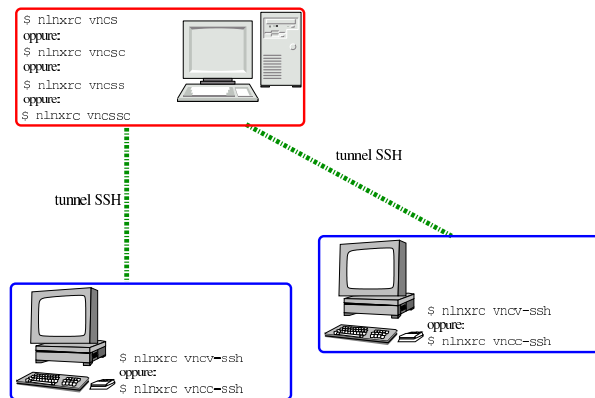 $ nlnxrc vncs
oppure:
$ nlnxrc vncsc
oppure:
$ nlnxrc vncss
oppure:
$ nlnxrc vncssc
tunnel SSH
tunnel SSH
$ nlnxrc vncv-ssh
oppure:
$ nlnxrc vncc-ssh
$ nlnxrc vncv-ssh
oppure:
$ nlnxrc vncc-ssh